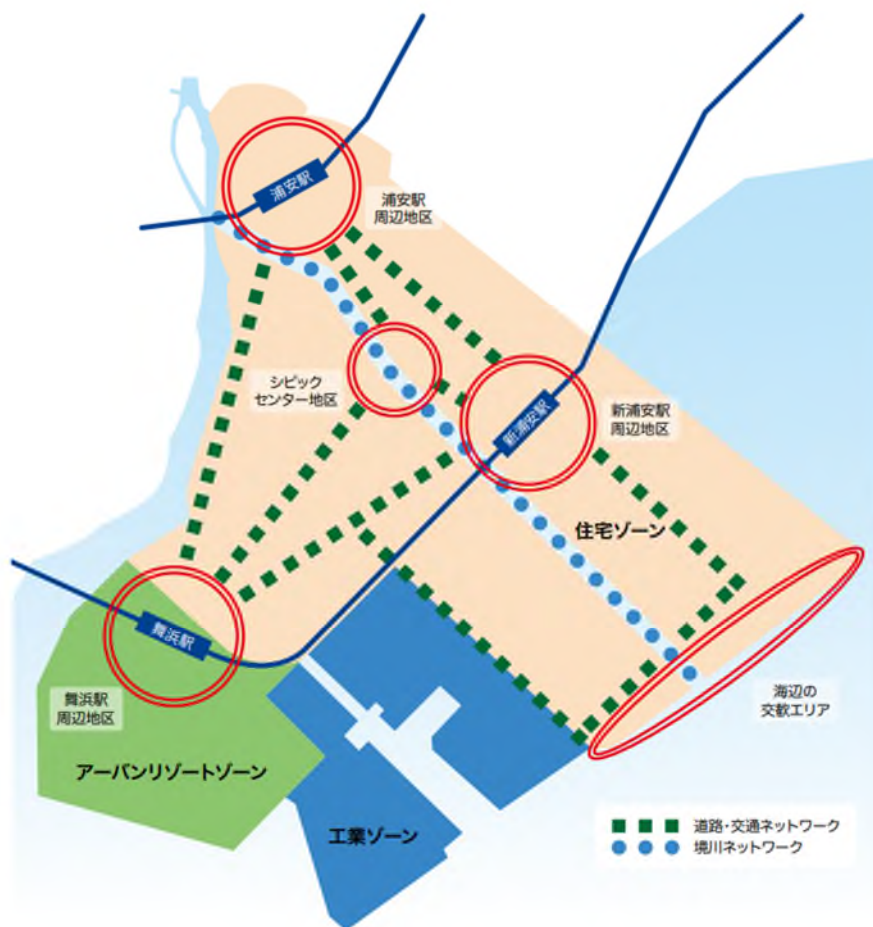 浦安駅
浦安駅
周辺地区
シビック
センター地区
新浦安駅
新浦安駅
周辺地区
住宅ゾーン
舞浜駅
舞浜駅
周辺地区
海辺の
交歓エリア
アーバンリゾートゾーン
工業ゾーン
道路・交通ネットワーク
境川ネットワーク